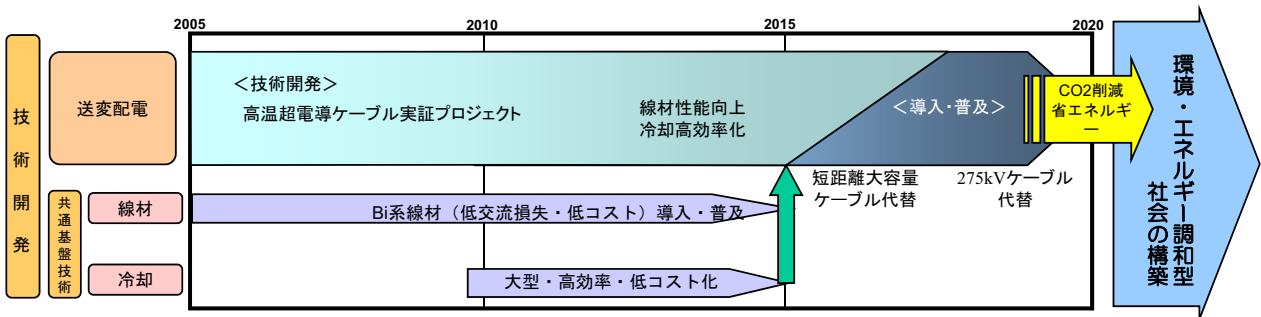 2005
2010
2015
2020
技術開発
送変配電
＜技術開発＞
高温超電導ケーブル実証プロジェクト
線材性能向上
冷却高効率化
＜導入・普及＞
CO2削減
省エネルギ
ー
短距離大容量
ケーブル代替
275kVケーブル
代替
共通基盤技術
線材
Bi系線材（低交流損失・低コスト）導入・普及
冷却
大型・高効率・低コスト化
環境・エネルギー調和型
社会の構築